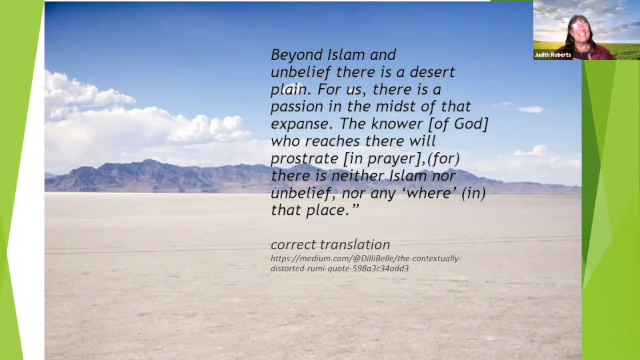 Judith Roberts
Beyond Islam and
unbelief there is a desert
plain. For us, there is a
passion in the midst of that
expanse. The knower [of God]
who reaches there will
prostrate [in prayer],(for)
there is neither Islam nor
unbelief, nor any ‘where’ (in)
that place.”
correct translation
https://medium.com/@DilliBelle/the-contextually-
distorted-rumi-quote-598a3c34add3